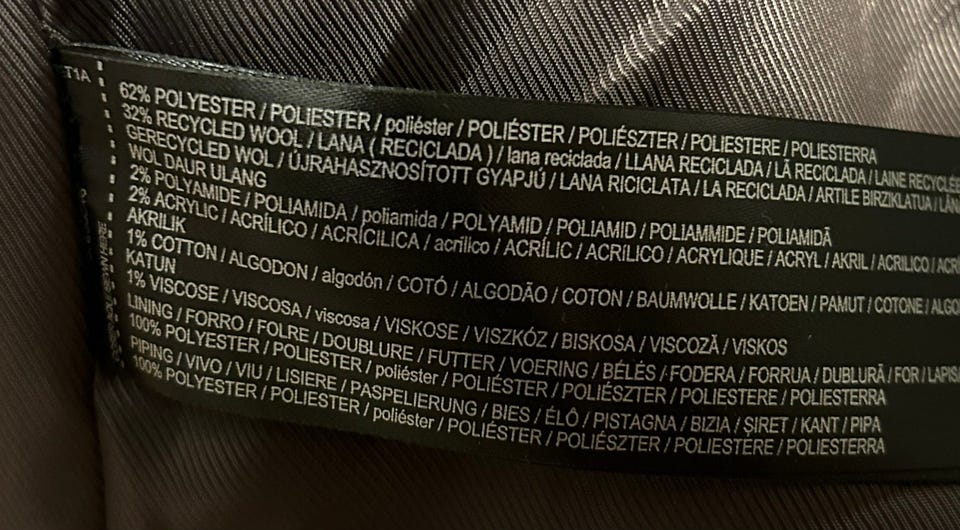 T1A
62% POLYESTER / POLIESTER / poliéster / POLIÉSTER / POLIÉSZTER / POLIESTERE / POLIESTERRA
32% RECYCLED WOOL / LANA ( RECICLADA ) / lana reciclada / LLANA RECICLADA / LÃ RECICLADA / LAINE RECYCLÉE
GERECYCLED WOL / ÚJRAHASZNOSÍTOTT GYAPJÚ / LANA RICICLATA / LA RECICLADA / ARTILE BIRZIKLATUA /
WOL DAUR ULANG
2% POLYAMIDE / POLIAMIDA / poliamida / POLYAMID / POLIAMID / POLIAMMIDE / POLIAMIDĂ
2% ACRYLIC / ACRÍLICO / ACRÍCILICA / acrílico / ACRÍLIC / ACRÍLICO / ACRYLIQUE / ACRYL / AKRIL / ACRILICO /
AKRILIK
1% COTTON / ALGODON / algodón / COTÓ / ALGODÃO / COTON / BAUMWOLLE / KATOEN / PAMUT / COTONE /
KATUN
1% VISCOSE / VISCOSA / viscosa / VISKOSE / VISZKÓZ / BISKOSA / VISCOZĂ / VISKOS
LINING / FORRO / FOLRE / DOUBLURE / FUTTER / VOERING / BÉLÉS / FODERA / FORRUA / DUBLURĂ / FOR /
100% POLYESTER / POLIESTER / poliéster / POLIÉSTER / POLIÉSZTER / POLIESTERE / POLIESTERRA
PIPING / VIVO / VIU / LISIERE / PASPELIERUNG / BIES / ÉLŐ / PISTAGNA / BIZIA / ŞIRET / KANT / PIPA
100% POLYESTER / POLIESTER / poliéster / POLIÉSTER / POLIÉSZTER / POLIESTERE / POLIESTERRA